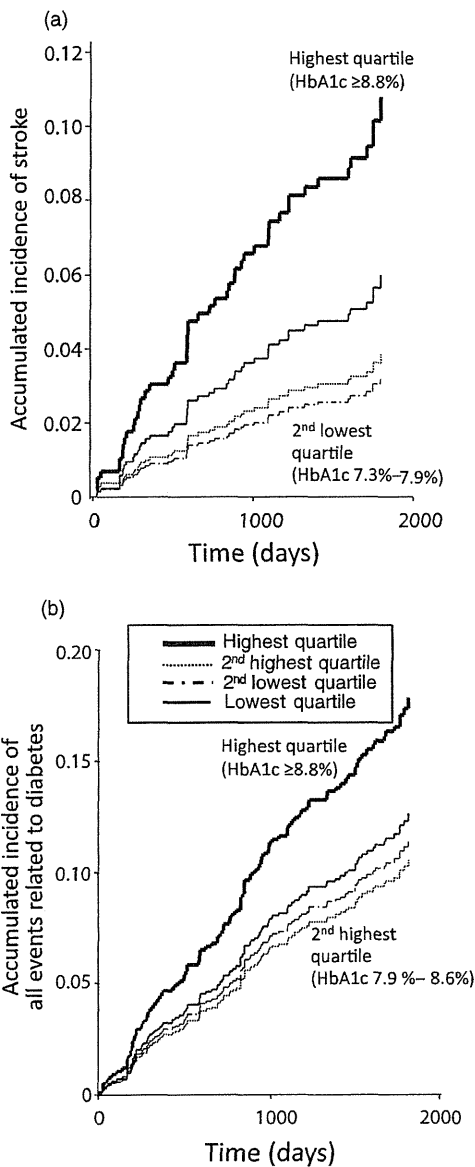 (a)
0.12
0.10
0.08
0.06
0.04
0.02
0
Accumulated incidence of stroke
Highest quartile
(HbA1c ≥8.8%)
2nd lowest
quartile
(HbA1c 7.3%–7.9%)
0
1000
2000
Time (days)
(b)
0.20
0.15
0.10
0.05
0
Accumulated incidence of
all events related to diabetes
Highest quartile
2nd highest quartile
2nd lowest quartile
Lowest quartile
Highest quartile
(HbA1c ≥8.8%)
2nd highest
quartile
(HbA1c 7.9 %– 8.6%)
0
1000
2000
Time (days)